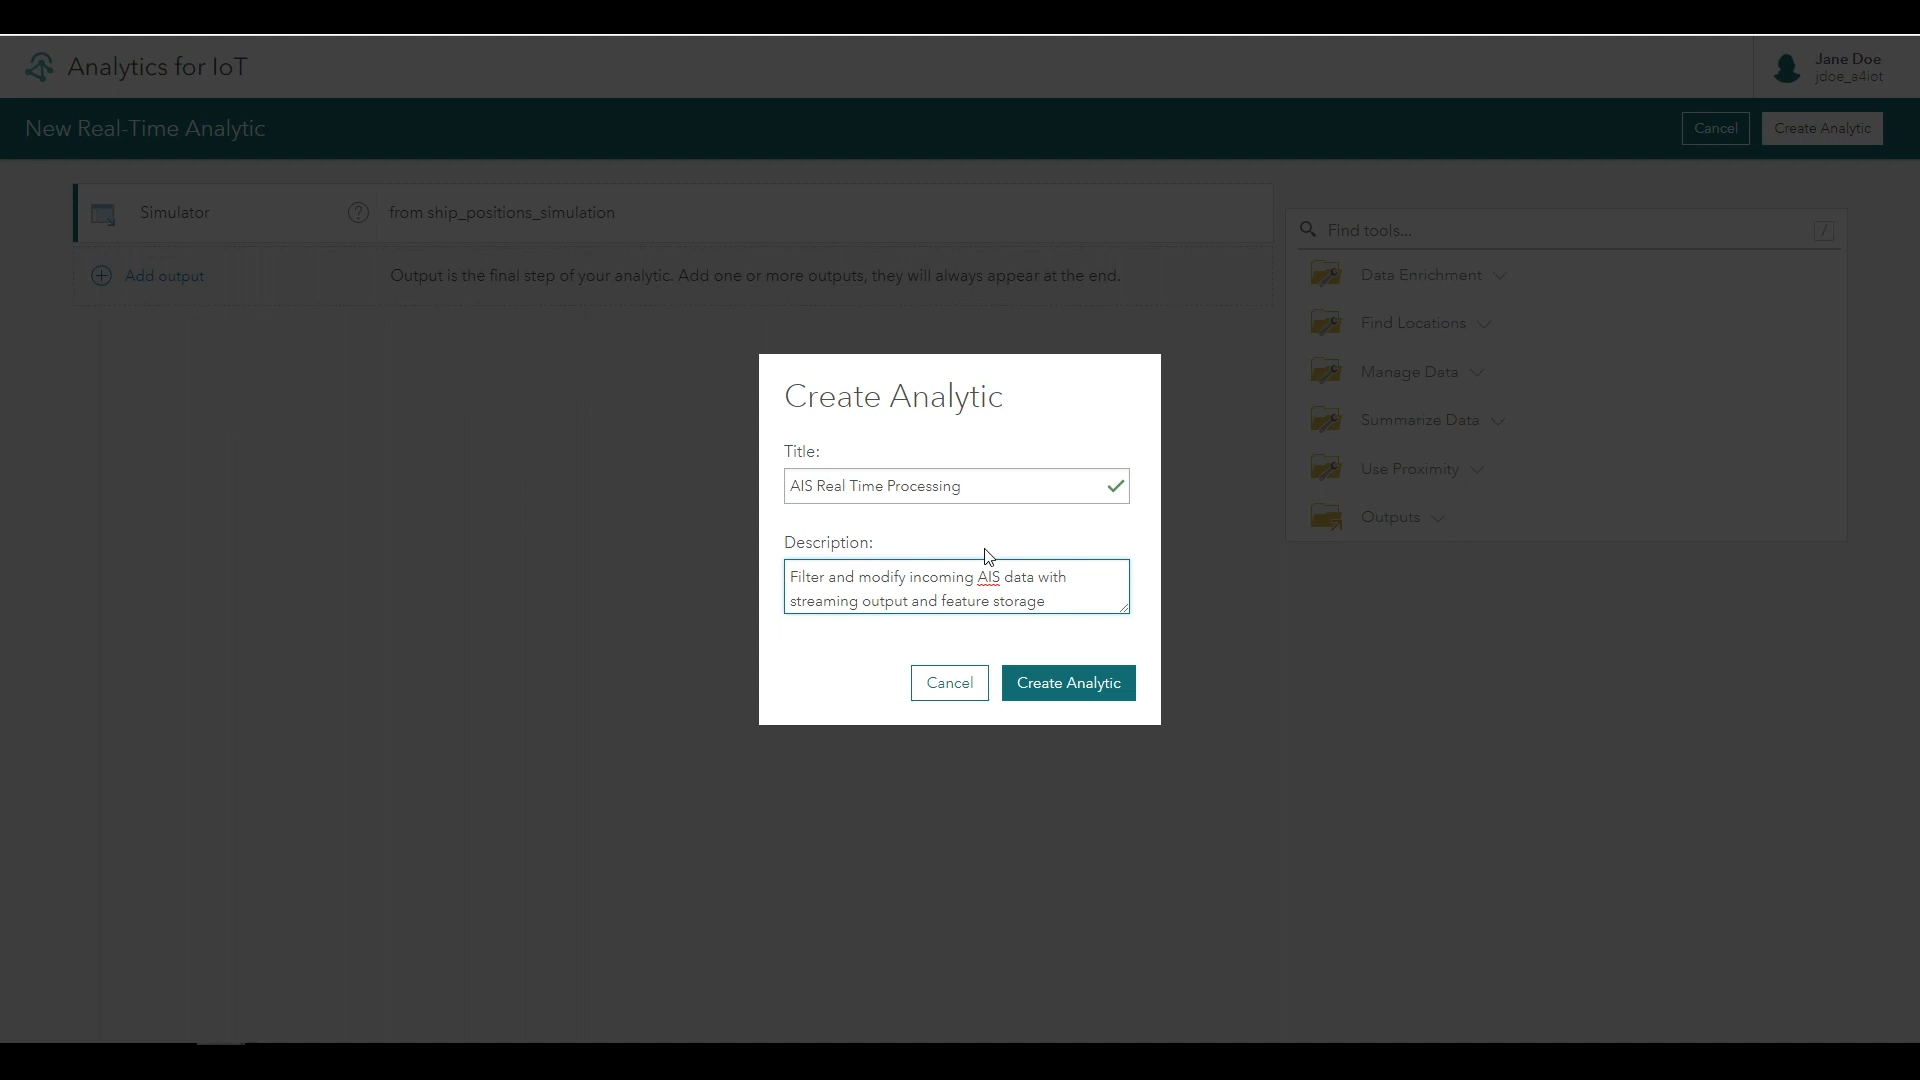 Analytics for IoT
Jane Doe
jdoe_a4iot
New Real-Time Analytic
Cancel
Create Analytic
Simulator
?
from ship_positions_simulation
Add output
Output is the final step of your analytic. Add one or more outputs, they will always appear at the end.
Find tools...
/
Data Enrichment
Find Locations
Manage Data
Summarize Data
Use Proximity
Outputs
Create Analytic
Title:
AIS Real Time Processing
Description:
Filter and modify incoming AIS data with
streaming output and feature storage
Cancel
Create Analytic